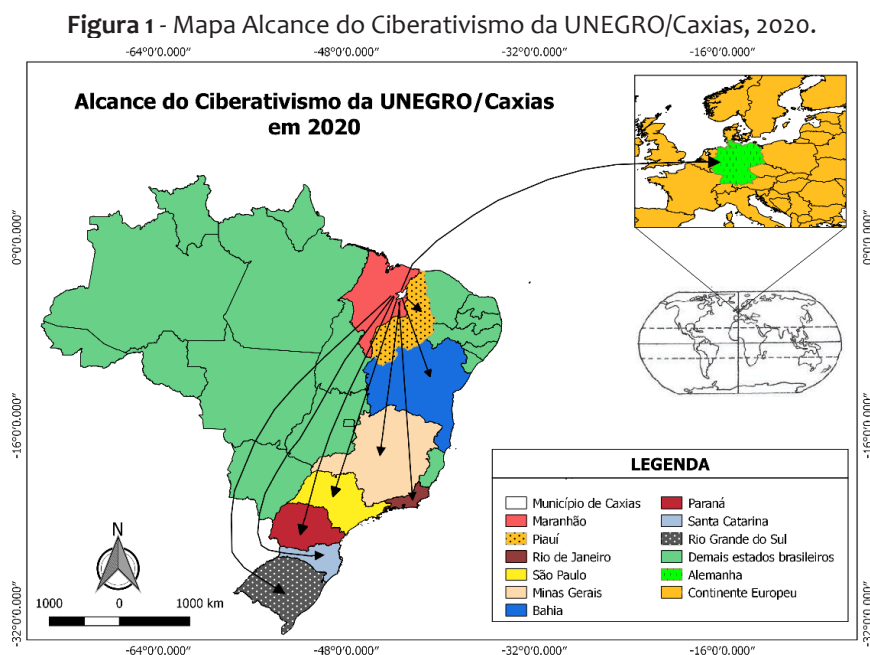 Figura 1 - Mapa Alcance do Ciberativismo da UNEGRO/Caxias, 2020.
-64°0'0.000" -48°0'0.000" -32°0'0.000" -16°0'0.000"
Alcance do Ciberativismo da UNEGRO/Caxias
em 2020
0°0'0.000" 0°0'0.000"
-16°0'0.000" -16°0'0.000"
-32°0'0.000" -32°0'0.000"
N
1000 0 1000 km
LEGENDA
Município de Caxias
Maranhão
Piauí
Rio de Janeiro
São Paulo
Minas Gerais
Bahia
Paraná
Santa Catarina
Rio Grande do Sul
Demais estados brasileiros
Alemanha
Continente Europeu
-64°0'0.000" -48°0'0.000" -32°0'0.000" -16°0'0.000"